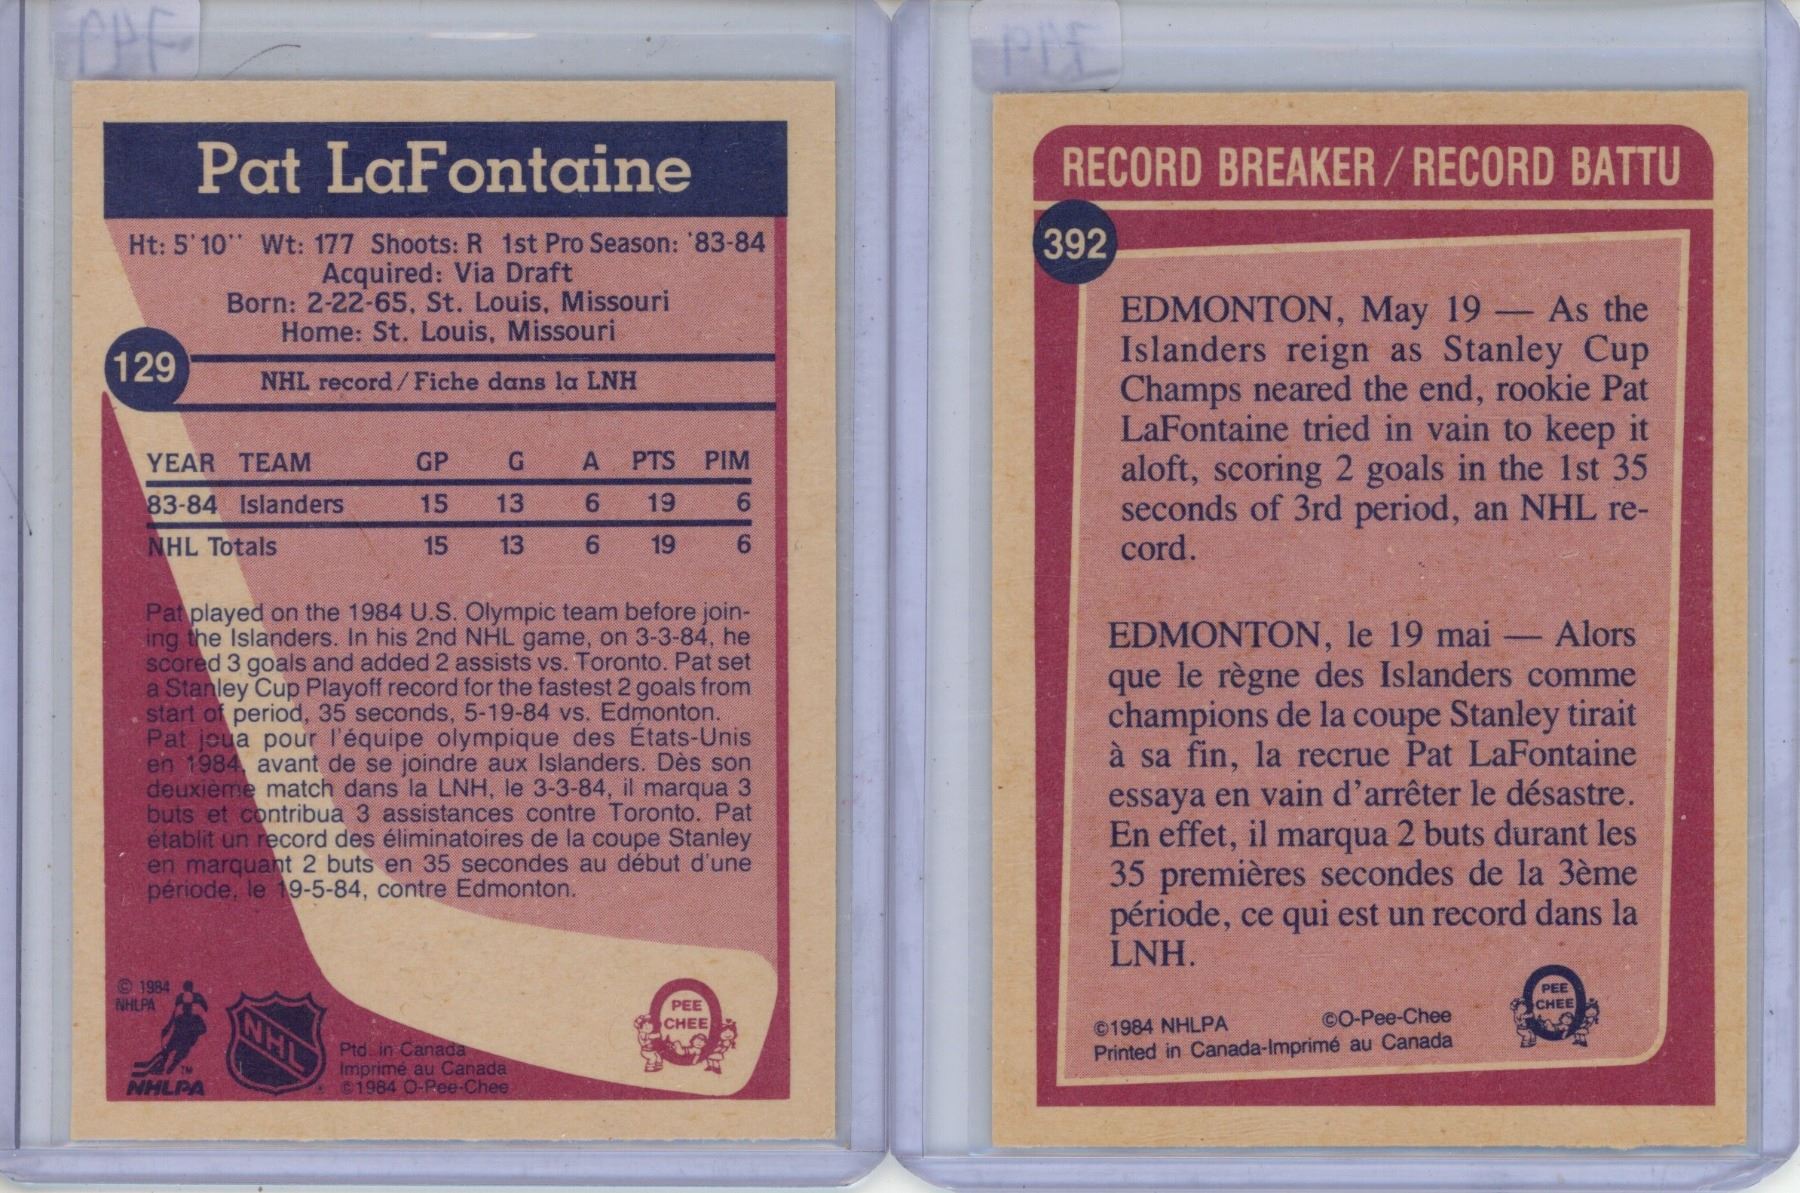 Pat LaFontaine
Ht: 5'10'' Wt: 177 Shoots: R 1st Pro Season: '83-84
Acquired: Via Draft
Born: 2-22-65, St. Louis, Missouri
Home: St. Louis, Missouri
129
NHL record/Fiche dans la LNH
YEAR TEAM GP G A PTS PIM
83-84 Islanders 15 13 6 19 6
NHL Totals 15 13 6 19 6
Pat played on the 1984 U.S. Olympic team before join-
ing the Islanders. In his 2nd NHL game, on 3-3-84, he
scored 3 goals and added 2 assists vs. Toronto. Pat set
a Stanley Cup Playoff record for the fastest 2 goals from
start of period, 35 seconds, 5-19-84 vs. Edmonton.
Pat joua pour l'équipe olympique des États-Unis
en 1984, avant de se joindre aux Islanders. Dès son
deuxième match dans la LNH, le 3-3-84, il marqua 3
buts et contribua 3 assistances contre Toronto. Pat
établit un record des éliminatoires de la coupe Stanley
en marquant 2 buts en 35 secondes au début d'une
période, le 19-5-84, contre Edmonton.
© 1984
NHLPA
NHLPA
TM
NHL
Ptd. in Canada
Imprimé au Canada
©1984 O-Pee-Chee
O
PEE
CHEE
RECORD BREAKER/RECORD BATTU
392
EDMONTON, May 19 — As the
Islanders reign as Stanley Cup
Champs neared the end, rookie Pat
LaFontaine tried in vain to keep it
aloft, scoring 2 goals in the 1st 35
seconds of 3rd period, an NHL re-
cord.
EDMONTON, le 19 mai — Alors
que le règne des Islanders comme
champions de la coupe Stanley tirait
à sa fin, la recrue Pat LaFontaine
essaya en vain d'arrêter le désastre.
En effet, il marqua 2 buts durant les
35 premières secondes de la 3ème
période, ce qui est un record dans la
LNH.
©1984 NHLPA ©O-Pee-Chee
Printed in Canada-Imprimé au Canada
O
PEE
CHEE